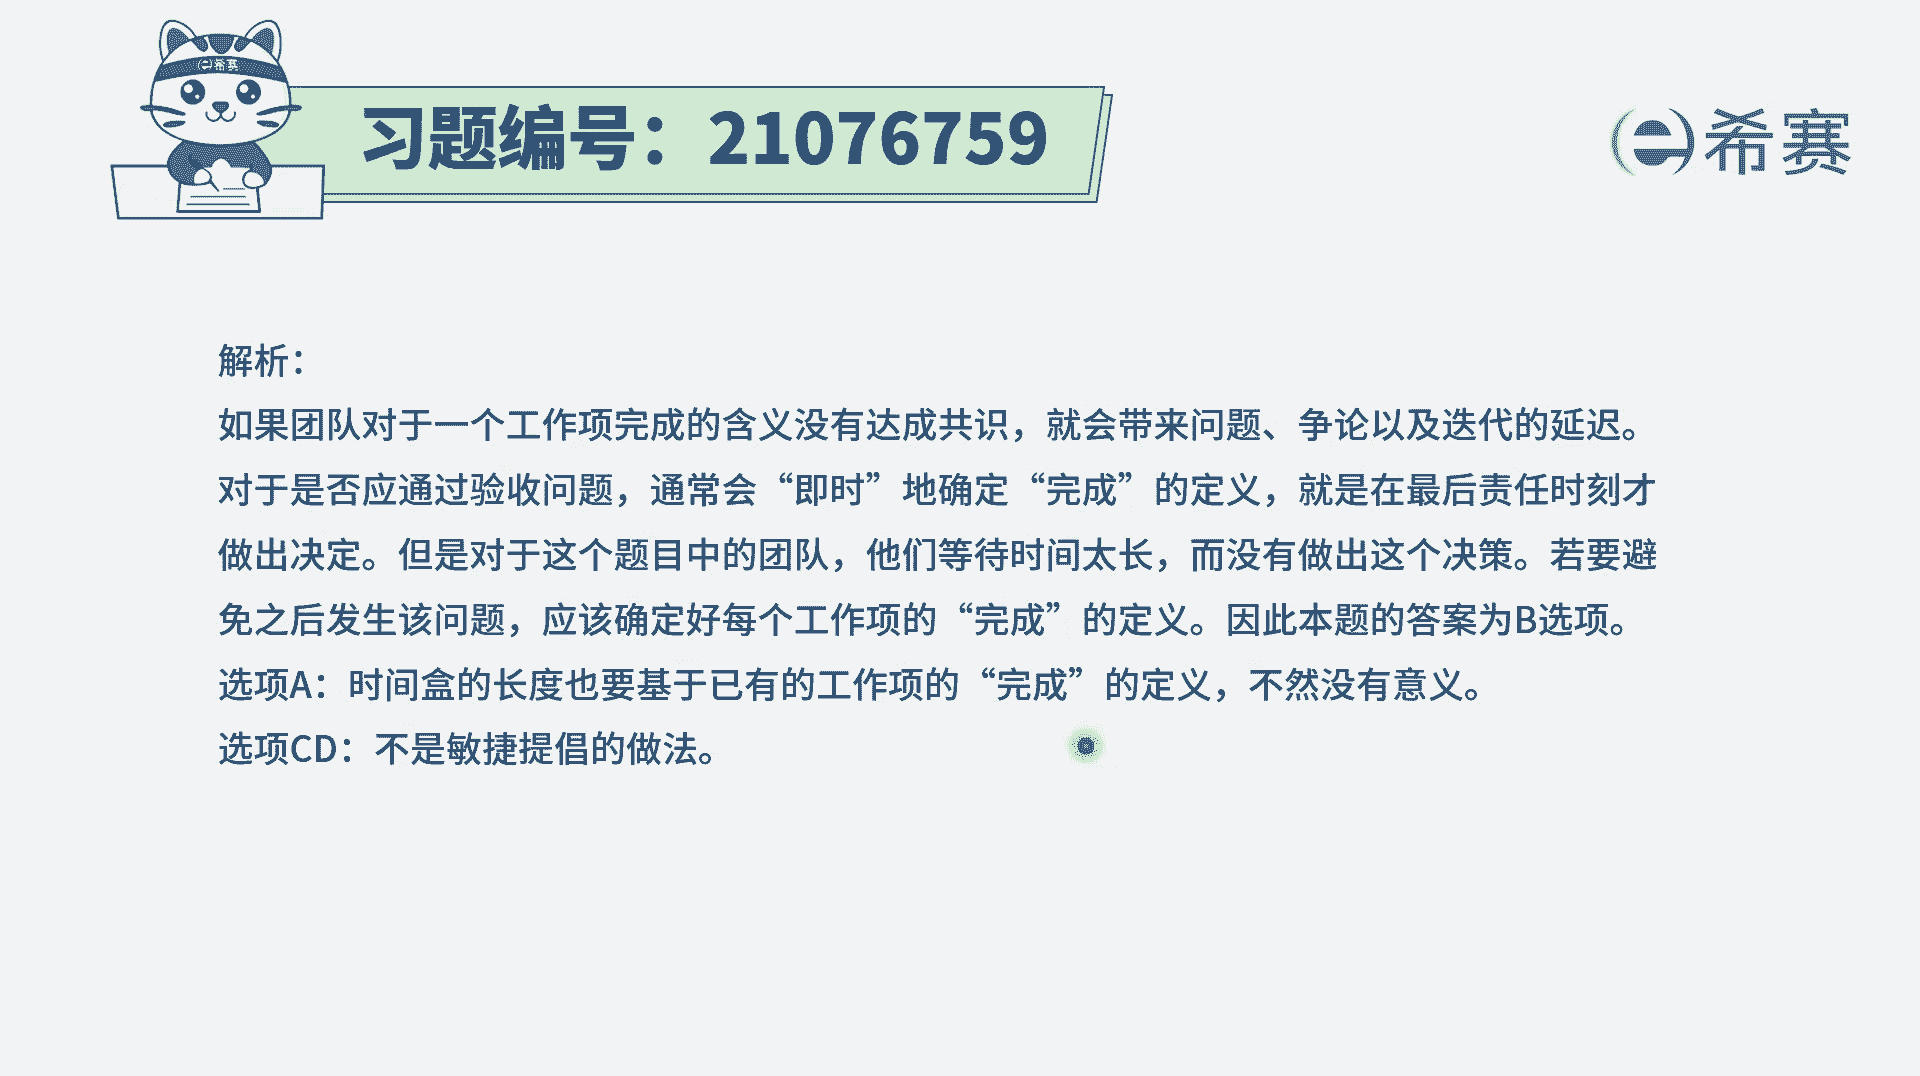 希赛
习题编号：21076759
希赛
解析：
如果团队对于一个工作项完成的含义没有达成共识，就会带来问题、争论以及迭代的延迟。
对于是否应通过验收问题，通常会“即时”地确定“完成”的定义，就是在最后责任时刻才
做出决定。但是对于这个题目中的团队，他们等待时间太长，而没有做出这个决策。若要避
免之后发生该问题，应该确定好每个工作项的“完成”的定义。因此本题的答案为B选项。
选项A：时间盒的长度也要基于已有的工作项的“完成”的定义，不然没有意义。
选项CD：不是敏捷提倡的做法。